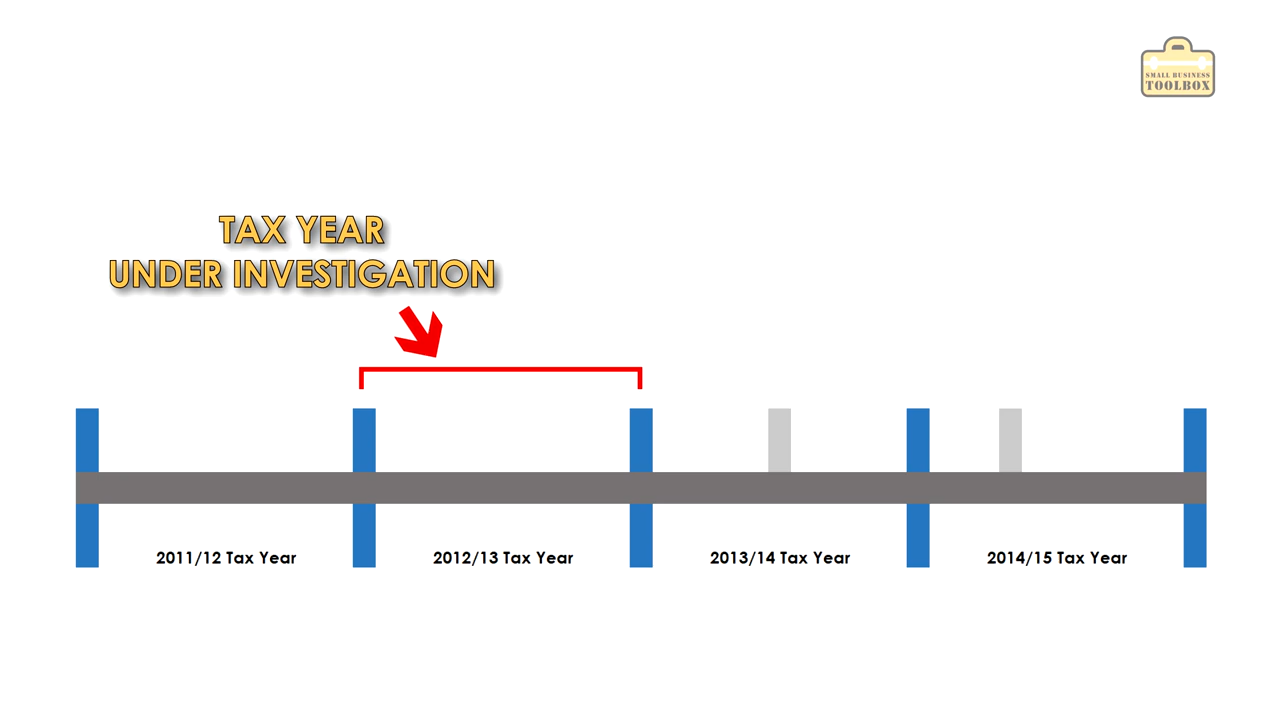 SMALL BUSINESS
TOOLBOX
TAX YEAR
UNDER INVESTIGATION
2011/12 Tax Year
2012/13 Tax Year
2013/14 Tax Year
2014/15 Tax Year